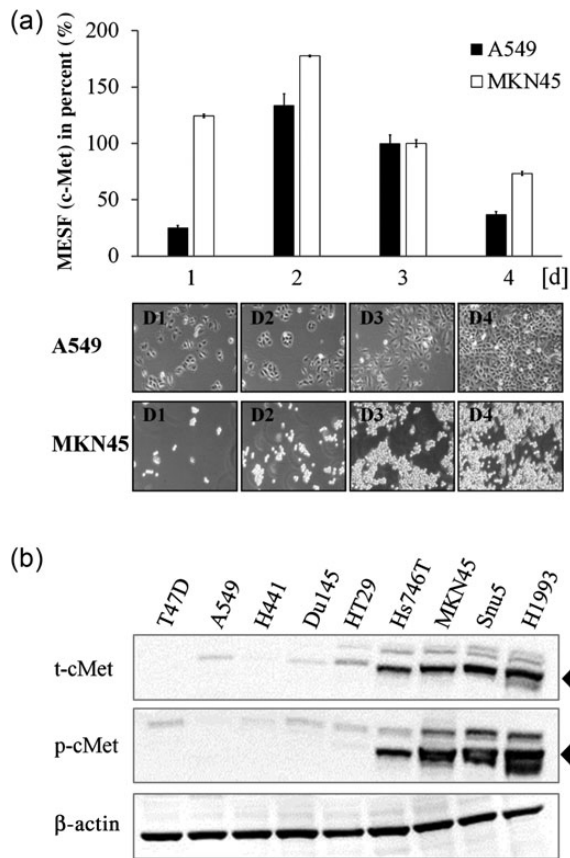 (a)
MESF (c-Met) in percent (%)
200
150
100
50
0
A549
MKN45
1 2 3 4 [d]
A549 D1 D2 D3 D4
MKN45 D1 D2 D3 D4
(b)
T47D A549 H441 Du145 HT29 Hs746T MKN45 Snu5 H1993
t-cMet
p-cMet
β-actin